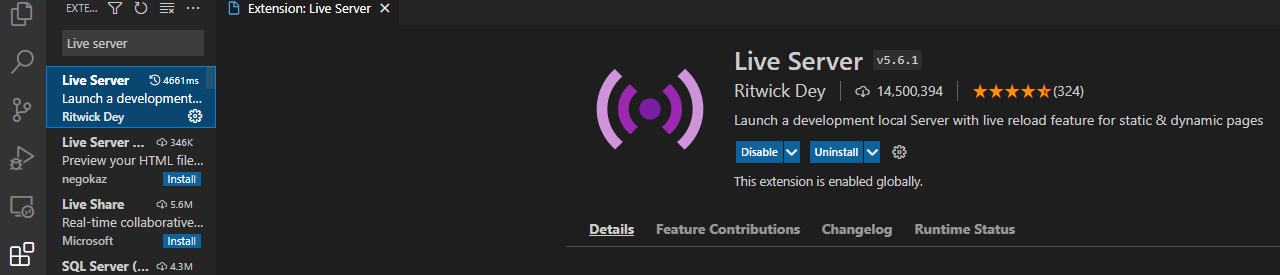 EXTE...
Live server
Live Server 4661ms
Launch a development...
Ritwick Dey
Live Server ... 346K
Preview your HTML file...
negokaz Install
Live Share 5.6M
Real-time collaborative...
Microsoft Install
SQL Server (... 4.3M
Extension: Live Server
Live Server v5.6.1
Ritwick Dey 14,500,394 (324)
Launch a development local Server with live reload feature for static & dynamic pages
Disable Uninstall
This extension is enabled globally.
Details Feature Contributions Changelog Runtime Status